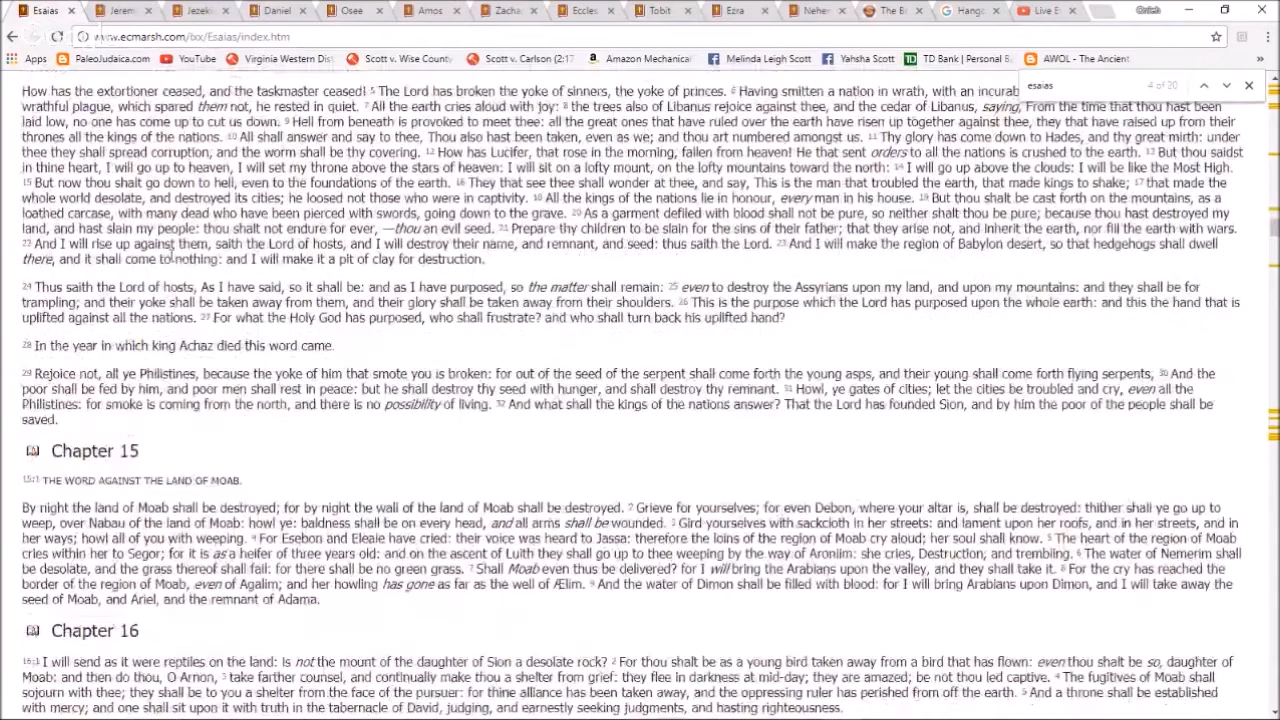 Esaias
Jerem
Jezeki
Daniel
Osee
Amos
Zacha
Eccles
Tobit
Ezra
Nehem
The B
Hang
Live E
www.ecmarsh.com/lxx/Esaias/index.htm
Apps PaleoJudaica.com YouTube Virginia Western Dis Scott v. Wise County Scott v. Carlson (2:17 Amazon Mechanical Melinda Leigh Scott Yahsha Scott TD Bank | Personal B AWOL - The Ancient
esaias 4 of 20
How has the extortioner ceased, and the taskmaster ceased! 5 The Lord has broken the yoke of sinners, the yoke of princes. 6 Having smitten a nation in wrath, with an incurab
wrathful plague, which spared them not, he rested in quiet. 7 All the earth cries aloud with joy: 8 the trees also of Libanus rejoice against thee, and the cedar of Libanus, saying, From the time that thou hast been
laid low, no one has come up to cut us down. 9 Hell from beneath is provoked to meet thee: all the great ones that have ruled over the earth have risen up together against thee, they that have raised up from their
thrones all the kings of the nations. 10 All shall answer and say to thee, Thou also hast been taken, even as we; and thou art numbered amongst us. 11 Thy glory has come down to Hades, and thy great mirth: under
thee they shall spread corruption, and the worm shall be thy covering. 12 How has Lucifer, that rose in the morning, fallen from heaven! He that sent orders to all the nations is crushed to the earth. 13 But thou saidst
in thine heart, I will go up to heaven, I will set my throne above the stars of heaven: I will sit on a lofty mount, on the lofty mountains toward the north: 14 I will go up above the clouds: I will be like the Most High.
15 But now thou shalt go down to hell, even to the foundations of the earth. 16 They that see thee shall wonder at thee, and say, This is the man that troubled the earth, that made kings to shake; 17 that made the
whole world desolate, and destroyed its cities; he loosed not those who were in captivity. 18 All the kings of the nations lie in honour, every man in his house. 19 But thou shalt be cast forth on the mountains, as a
loathed carcase, with many dead who have been pierced with swords, going down to the grave. 20 As a garment defiled with blood shall not be pure, so neither shalt thou be pure; because thou hast destroyed my
land, and hast slain my people: thou shalt not endure for ever, —thou an evil seed. 21 Prepare thy children to be slain for the sins of their father; that they arise not, and inherit the earth, nor fill the earth with wars.
22 And I will rise up against them, saith the Lord of hosts, and I will destroy their name, and remnant, and seed: thus saith the Lord. 23 And I will make the region of Babylon desert, so that hedgehogs shall dwell
there, and it shall come to nothing: and I will make it a pit of clay for destruction.
24 Thus saith the Lord of hosts, As I have said, so it shall be: and as I have purposed, so the matter shall remain: 25 even to destroy the Assyrians upon my land, and upon my mountains: and they shall be for
trampling; and their yoke shall be taken away from them, and their glory shall be taken away from their shoulders. 26 This is the purpose which the Lord has purposed upon the whole earth: and this the hand that is
uplifted against all the nations. 27 For what the Holy God has purposed, who shall frustrate? and who shall turn back his uplifted hand?
28 In the year in which king Achaz died this word came.
29 Rejoice not, all ye Philistines, because the yoke of him that smote you is broken: for out of the seed of the serpent shall come forth the young asps, and their young shall come forth flying serpents, 30 And the
poor shall be fed by him, and poor men shall rest in peace: but he shall destroy thy seed with hunger, and shall destroy thy remnant. 31 Howl, ye gates of cities; let the cities be troubled and cry, even all the
Philistines: for smoke is coming from the north, and there is no possibility of living. 32 And what shall the kings of the nations answer? That the Lord has founded Sion, and by him the poor of the people shall be
saved.
Chapter 15
15:1 THE WORD AGAINST THE LAND OF MOAB.
By night the land of Moab shall be destroyed; for by night the wall of the land of Moab shall be destroyed. 2 Grieve for yourselves; for even Debon, where your altar is, shall be destroyed: thither shall ye go up to
weep, over Nabau of the land of Moab: howl ye: baldness shall be on every head, and all arms shall be wounded. 3 Gird yourselves with sackcloth in her streets: and lament upon her roofs, and in her streets, and in
her ways; howl all of you with weeping. 4 For Esebon and Eleale have cried: their voice was heard to Jassa: therefore the loins of the region of Moab cry aloud; her soul shall know. 5 The heart of the region of Moab
cries within her to Segor; for it is as a heifer of three years old: and on the ascent of Luith they shall go up to thee weeping by the way of Aroniim: she cries, Destruction, and trembling. 6 The water of Nemerim shall
be desolate, and the grass thereof shall fail: for there shall be no green grass. 7 Shall Moab even thus be delivered? for I will bring the Arabians upon the valley, and they shall take it. 8 For the cry has reached the
border of the region of Moab, even of Agalim; and her howling has gone as far as the well of Ælim. 9 And the water of Dimon shall be filled with blood: for I will bring Arabians upon Dimon, and I will take away the
seed of Moab, and Ariel, and the remnant of Adama.
Chapter 16
16:1 I will send as it were reptiles on the land: is not the mount of the daughter of Sion a desolate rock? 2 For thou shalt be as a young bird taken away from a bird that has flown: even thou shalt be so, daughter of
Moab: and then do thou, O Arnon, 3 take farther counsel, and continually make thou a shelter from grief: they flee in darkness at mid-day; they are amazed; be not thou led captive. 4 The fugitives of Moab shall
sojourn with thee; they shall be to you a shelter from the face of the pursuer: for thine alliance has been taken away, and the oppressing ruler has perished from off the earth. 5 And a throne shall be established
with mercy; and one shall sit upon it with truth in the tabernacle of David, judging, and earnestly seeking judgments, and hasting righteousness.